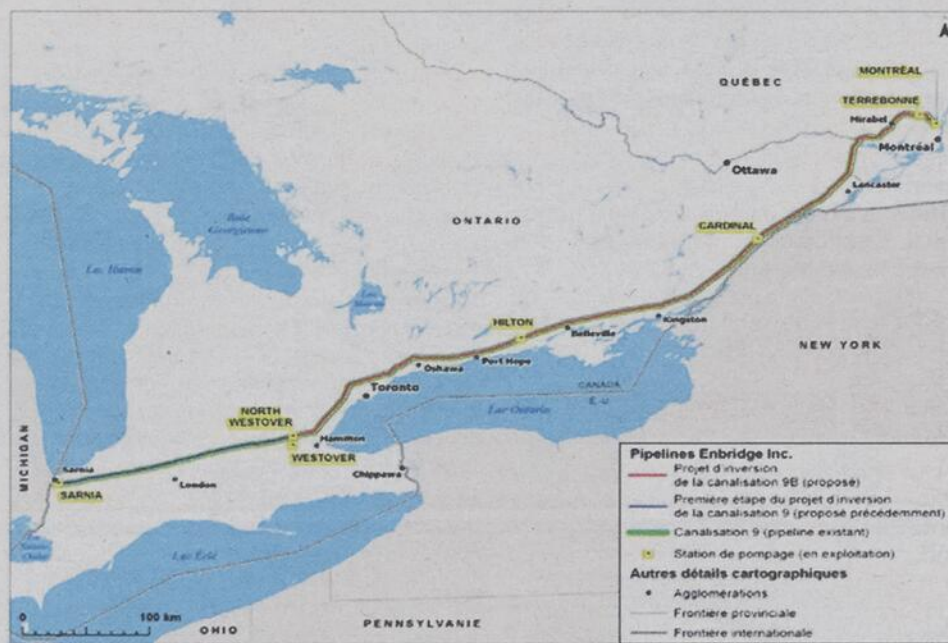 QUÉBEC
MONTRÉAL
TERREBONNE
Mirabel
Montréal
Ottawa
Lancaster
ONTARIO
CARDINAL
Baie
Georgienne
Lac Huron
HILTON
Belleville
Kingston
NEW YORK
Oshawa
Port Hope
Toronto
CANADA
É.-U.
Lac Ontario
NORTH
WESTOVER
Hamilton
WESTOVER
Chippawa
MICHIGAN
Sarnia
SARNIA
London
Lac Érié
0 100 km
OHIO
PENNSYLVANIE
Pipelines Enbridge Inc.
Projet d'inversion
de la canalisation 9B (proposé)
Première étape du projet d'inversion
de la canalisation 9 (proposé précédemment)
Canalisation 9 (pipeline existant)
Station de pompage (en exploitation)
Autres détails cartographiques
Agglomérations
Frontière provinciale
Frontière internationale